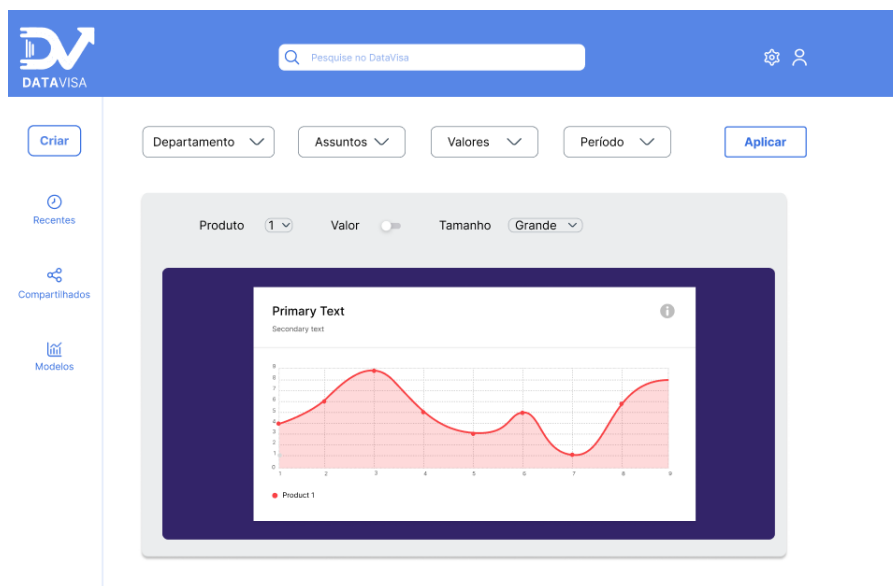 DV
DATAVISA
Pesquise no DataVisa
Criar
Departamento
Assuntos
Valores
Período
Aplicar
Recentes
Compartilhados
Modelos
Produto 1 Valor Tamanho Grande
Primary Text
Secondary text
9
8
7
6
5
4
3
2
1
0
1 2 3 4 5 6 7 8 9
Product 1